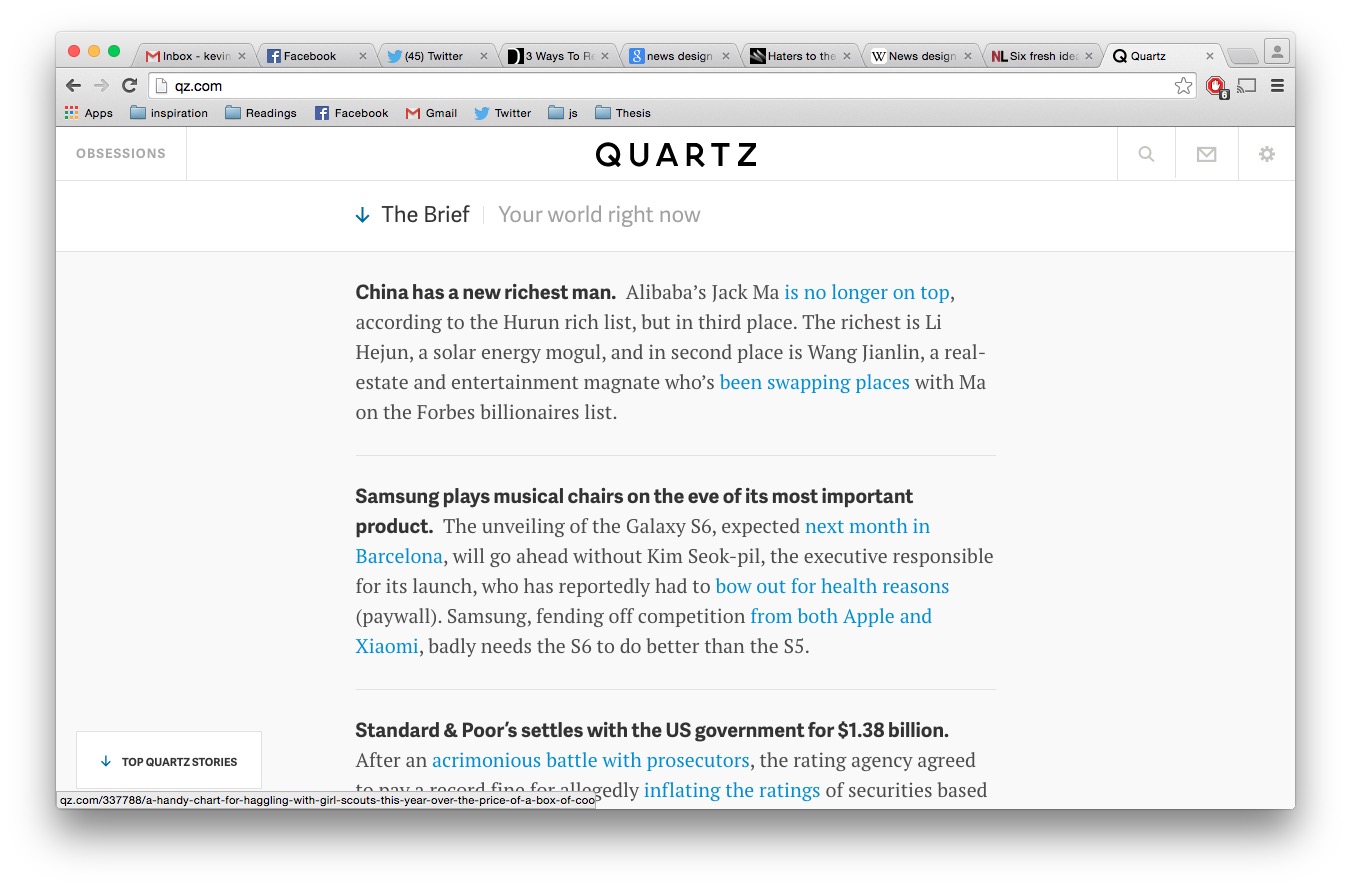 Inbox - kevin
Facebook
(45) Twitter
3 Ways To Re
news design
Haters to the
News design
Six fresh idea
Quartz
qz.com
6
Apps
inspiration
Readings
Facebook
Gmail
Twitter
js
Thesis
OBSESSIONS
QUARTZ
The Brief
Your world right now
China has a new richest man. Alibaba’s Jack Ma is no longer on top,
according to the Hurun rich list, but in third place. The richest is Li
Hejun, a solar energy mogul, and in second place is Wang Jianlin, a real-
estate and entertainment magnate who’s been swapping places with Ma
on the Forbes billionaires list.
Samsung plays musical chairs on the eve of its most important
product. The unveiling of the Galaxy S6, expected next month in
Barcelona, will go ahead without Kim Seok-pil, the executive responsible
for its launch, who has reportedly had to bow out for health reasons
(paywall). Samsung, fending off competition from both Apple and
Xiaomi, badly needs the S6 to do better than the S5.
Standard & Poor’s settles with the US government for $1.38 billion.
After an acrimonious battle with prosecutors, the rating agency agreed
to pay a record fine for allegedly inflating the ratings of securities based
TOP QUARTZ STORIES
qz.com/337788/a-handy-chart-for-haggling-with-girl-scouts-this-year-over-the-price-of-a-box-of-coo